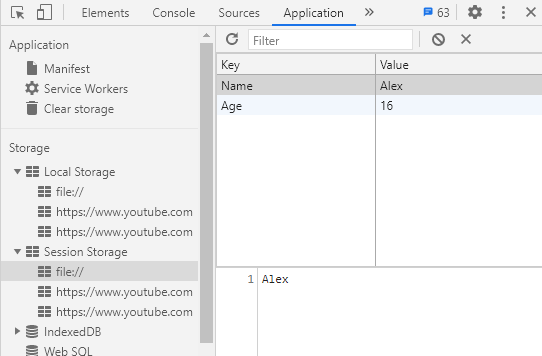 Elements Console Sources Application » 63
Application
Manifest
Service Workers
Clear storage
Storage
Local Storage
file://
https://www.youtube.com
https://www.youtube.com
Session Storage
file://
https://www.youtube.com
https://www.youtube.com
IndexedDB
Web SQL
Filter
Key Value
Name Alex
Age 16
1 Alex